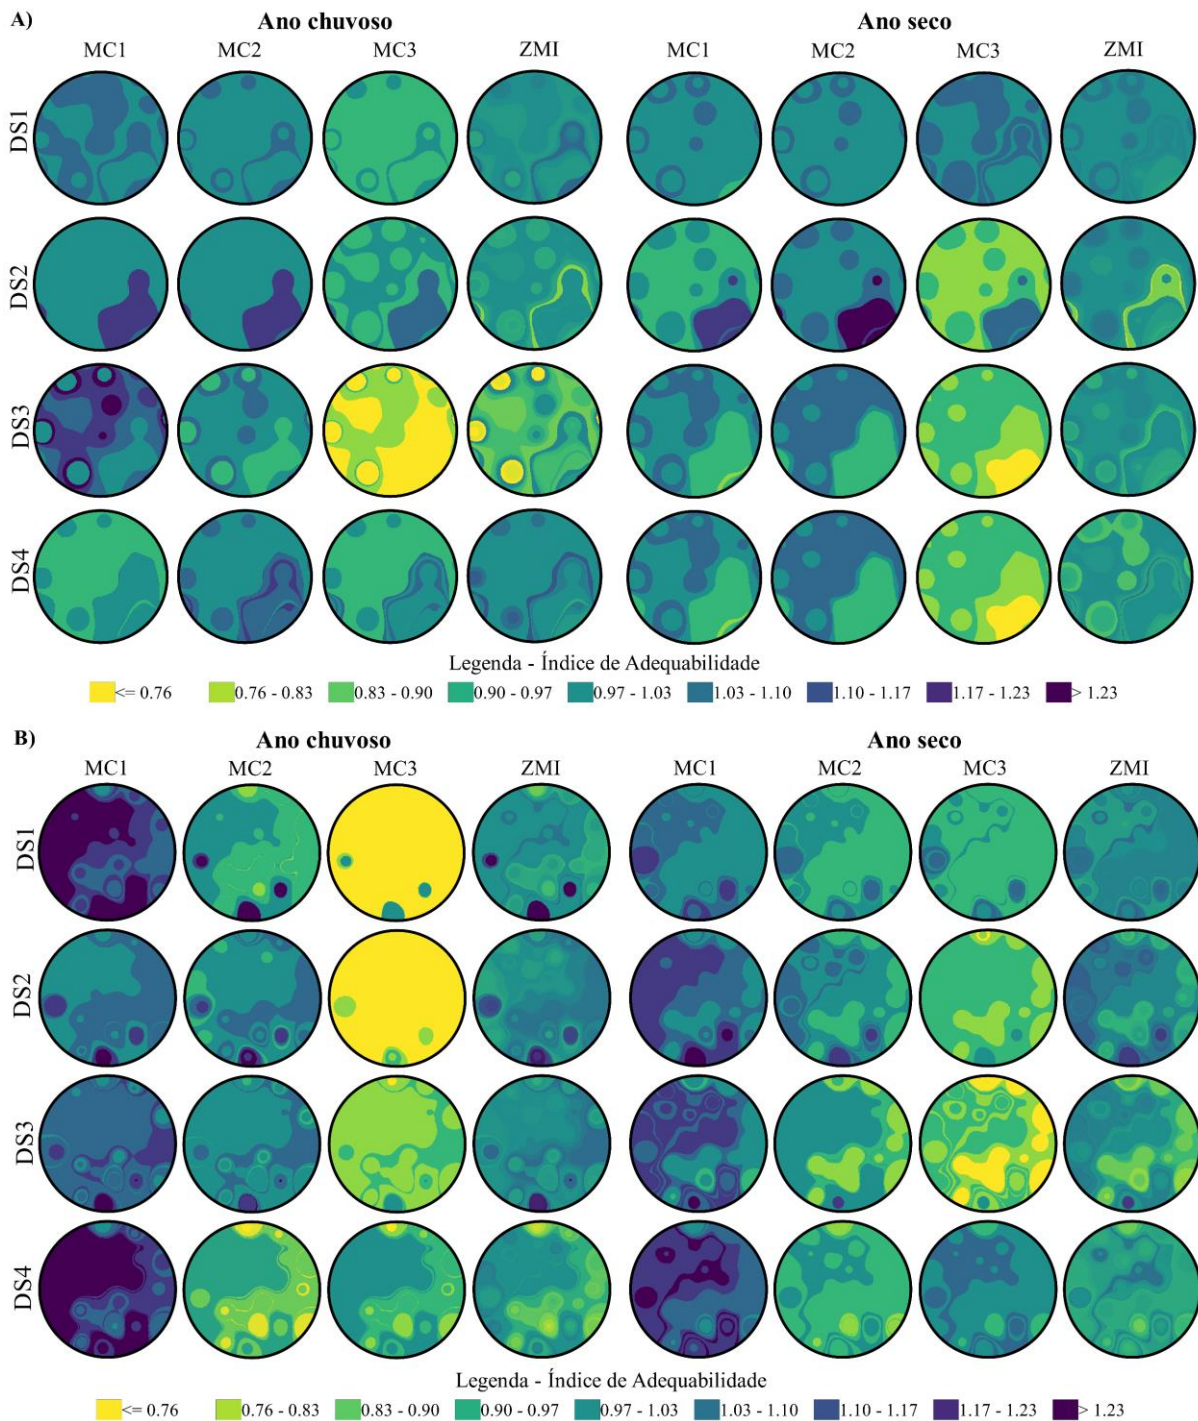 A)
Ano chuvoso Ano seco
MC1 MC2 MC3 ZMI MC1 MC2 MC3 ZMI
DS1
DS2
DS3
DS4
Legenda - Índice de Adequabilidade
<= 0.76 0.76 - 0.83 0.83 - 0.90 0.90 - 0.97 0.97 - 1.03 1.03 - 1.10 1.10 - 1.17 1.17 - 1.23 > 1.23
B)
Ano chuvoso Ano seco
MC1 MC2 MC3 ZMI MC1 MC2 MC3 ZMI
DS1
DS2
DS3
DS4
Legenda - Índice de Adequabilidade
<= 0.76 0.76 - 0.83 0.83 - 0.90 0.90 - 0.97 0.97 - 1.03 1.03 - 1.10 1.10 - 1.17 1.17 - 1.23 > 1.23